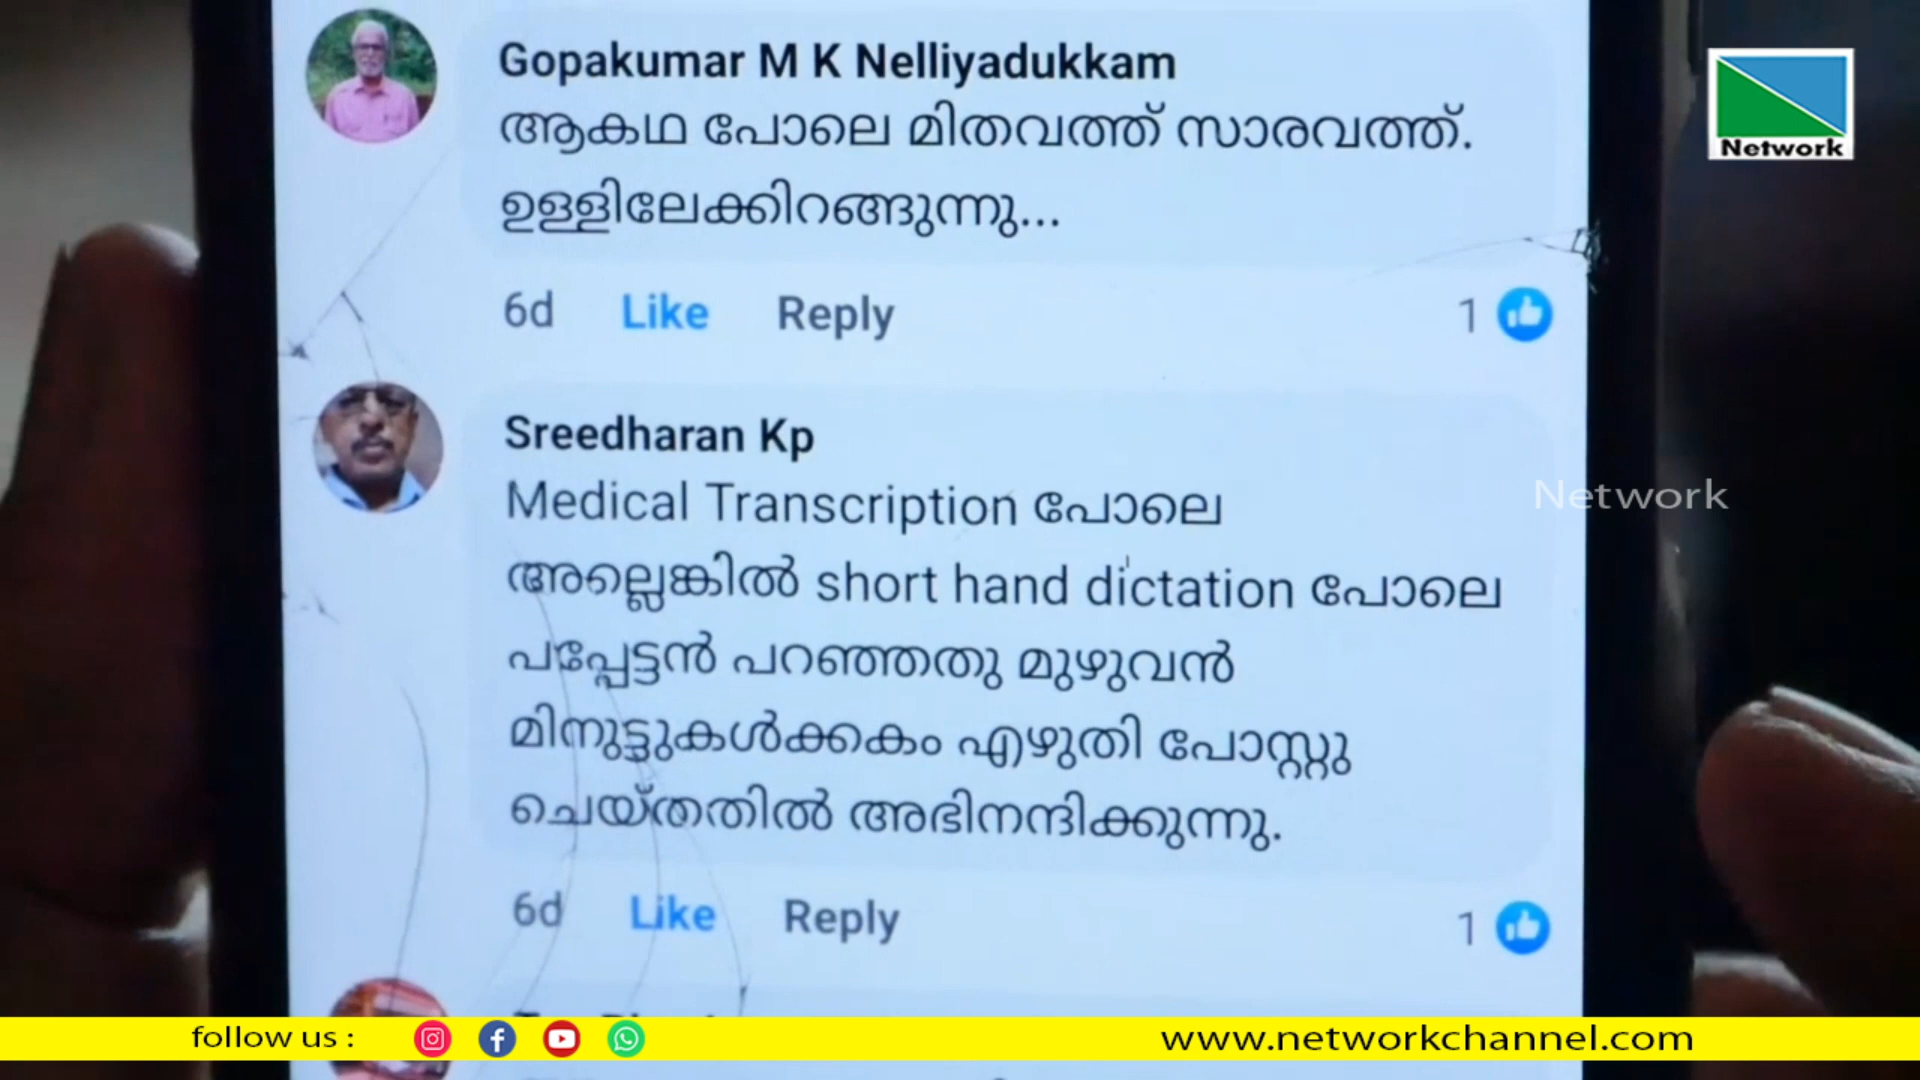 Gopakumar M K Nelliyadukkam
ആകഥ പോലെ മിതവത്ത് സാരവത്ത്.
ഉള്ളിലേക്കിറങ്ങുന്നു...
6d Like Reply 1
Network
Sreedharan Kp
Medical Transcription പോലെ
Network
അല്ലെങ്കിൽ short hand dictation പോലെ
പപ്പേട്ടൻ പറഞ്ഞതു മുഴുവൻ
മിനുട്ടുകൾക്കകം എഴുതി പോസ്റ്റു
ചെയ്തതിൽ അഭിനന്ദിക്കുന്നു.
6d Like Reply 1
follow us :
www.networkchannel.com